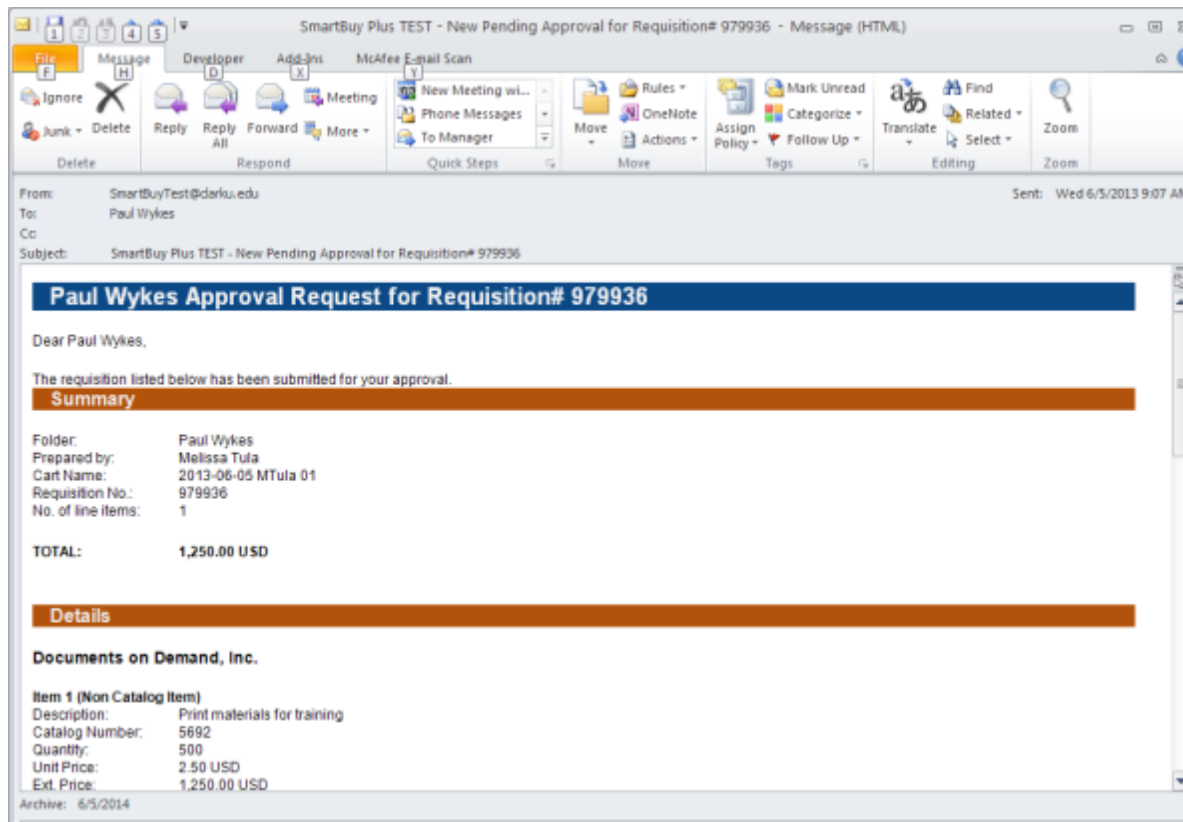 1 2 3 4 5
SmartBuy Plus TEST - New Pending Approval for Requisition# 979936 - Message (HTML)
File Message Developer Add-Ins McAfee E-mail Scan
F H D X Y
Ignore
Junk
Delete
Delete
Reply
Reply All
Forward
Meeting
More
Respond
New Meeting wi...
Phone Messages
To Manager
Quick Steps
Move
Rules
OneNote
Actions
Move
Assign Policy
Mark Unread
Categorize
Follow Up
Tags
Translate
Find
Related
Select
Editing
Zoom
Zoom
From: SmartBuyTest@darku.edu Sent: Wed 6/5/2013 9:07 AM
To: Paul Wykes
Cc
Subject: SmartBuy Plus TEST - New Pending Approval for Requisition# 979936
Paul Wykes Approval Request for Requisition# 979936
Dear Paul Wykes,
The requisition listed below has been submitted for your approval.
Summary
Folder: Paul Wykes
Prepared by: Melissa Tula
Cart Name: 2013-06-05 MTula 01
Requisition No.: 979936
No. of line items: 1
TOTAL: 1,250.00 USD
Details
Documents on Demand, Inc.
Item 1 (Non Catalog Item)
Description: Print materials for training
Catalog Number: 5692
Quantity: 500
Unit Price: 2.50 USD
Ext. Price: 1,250.00 USD
Archive: 6/5/2014